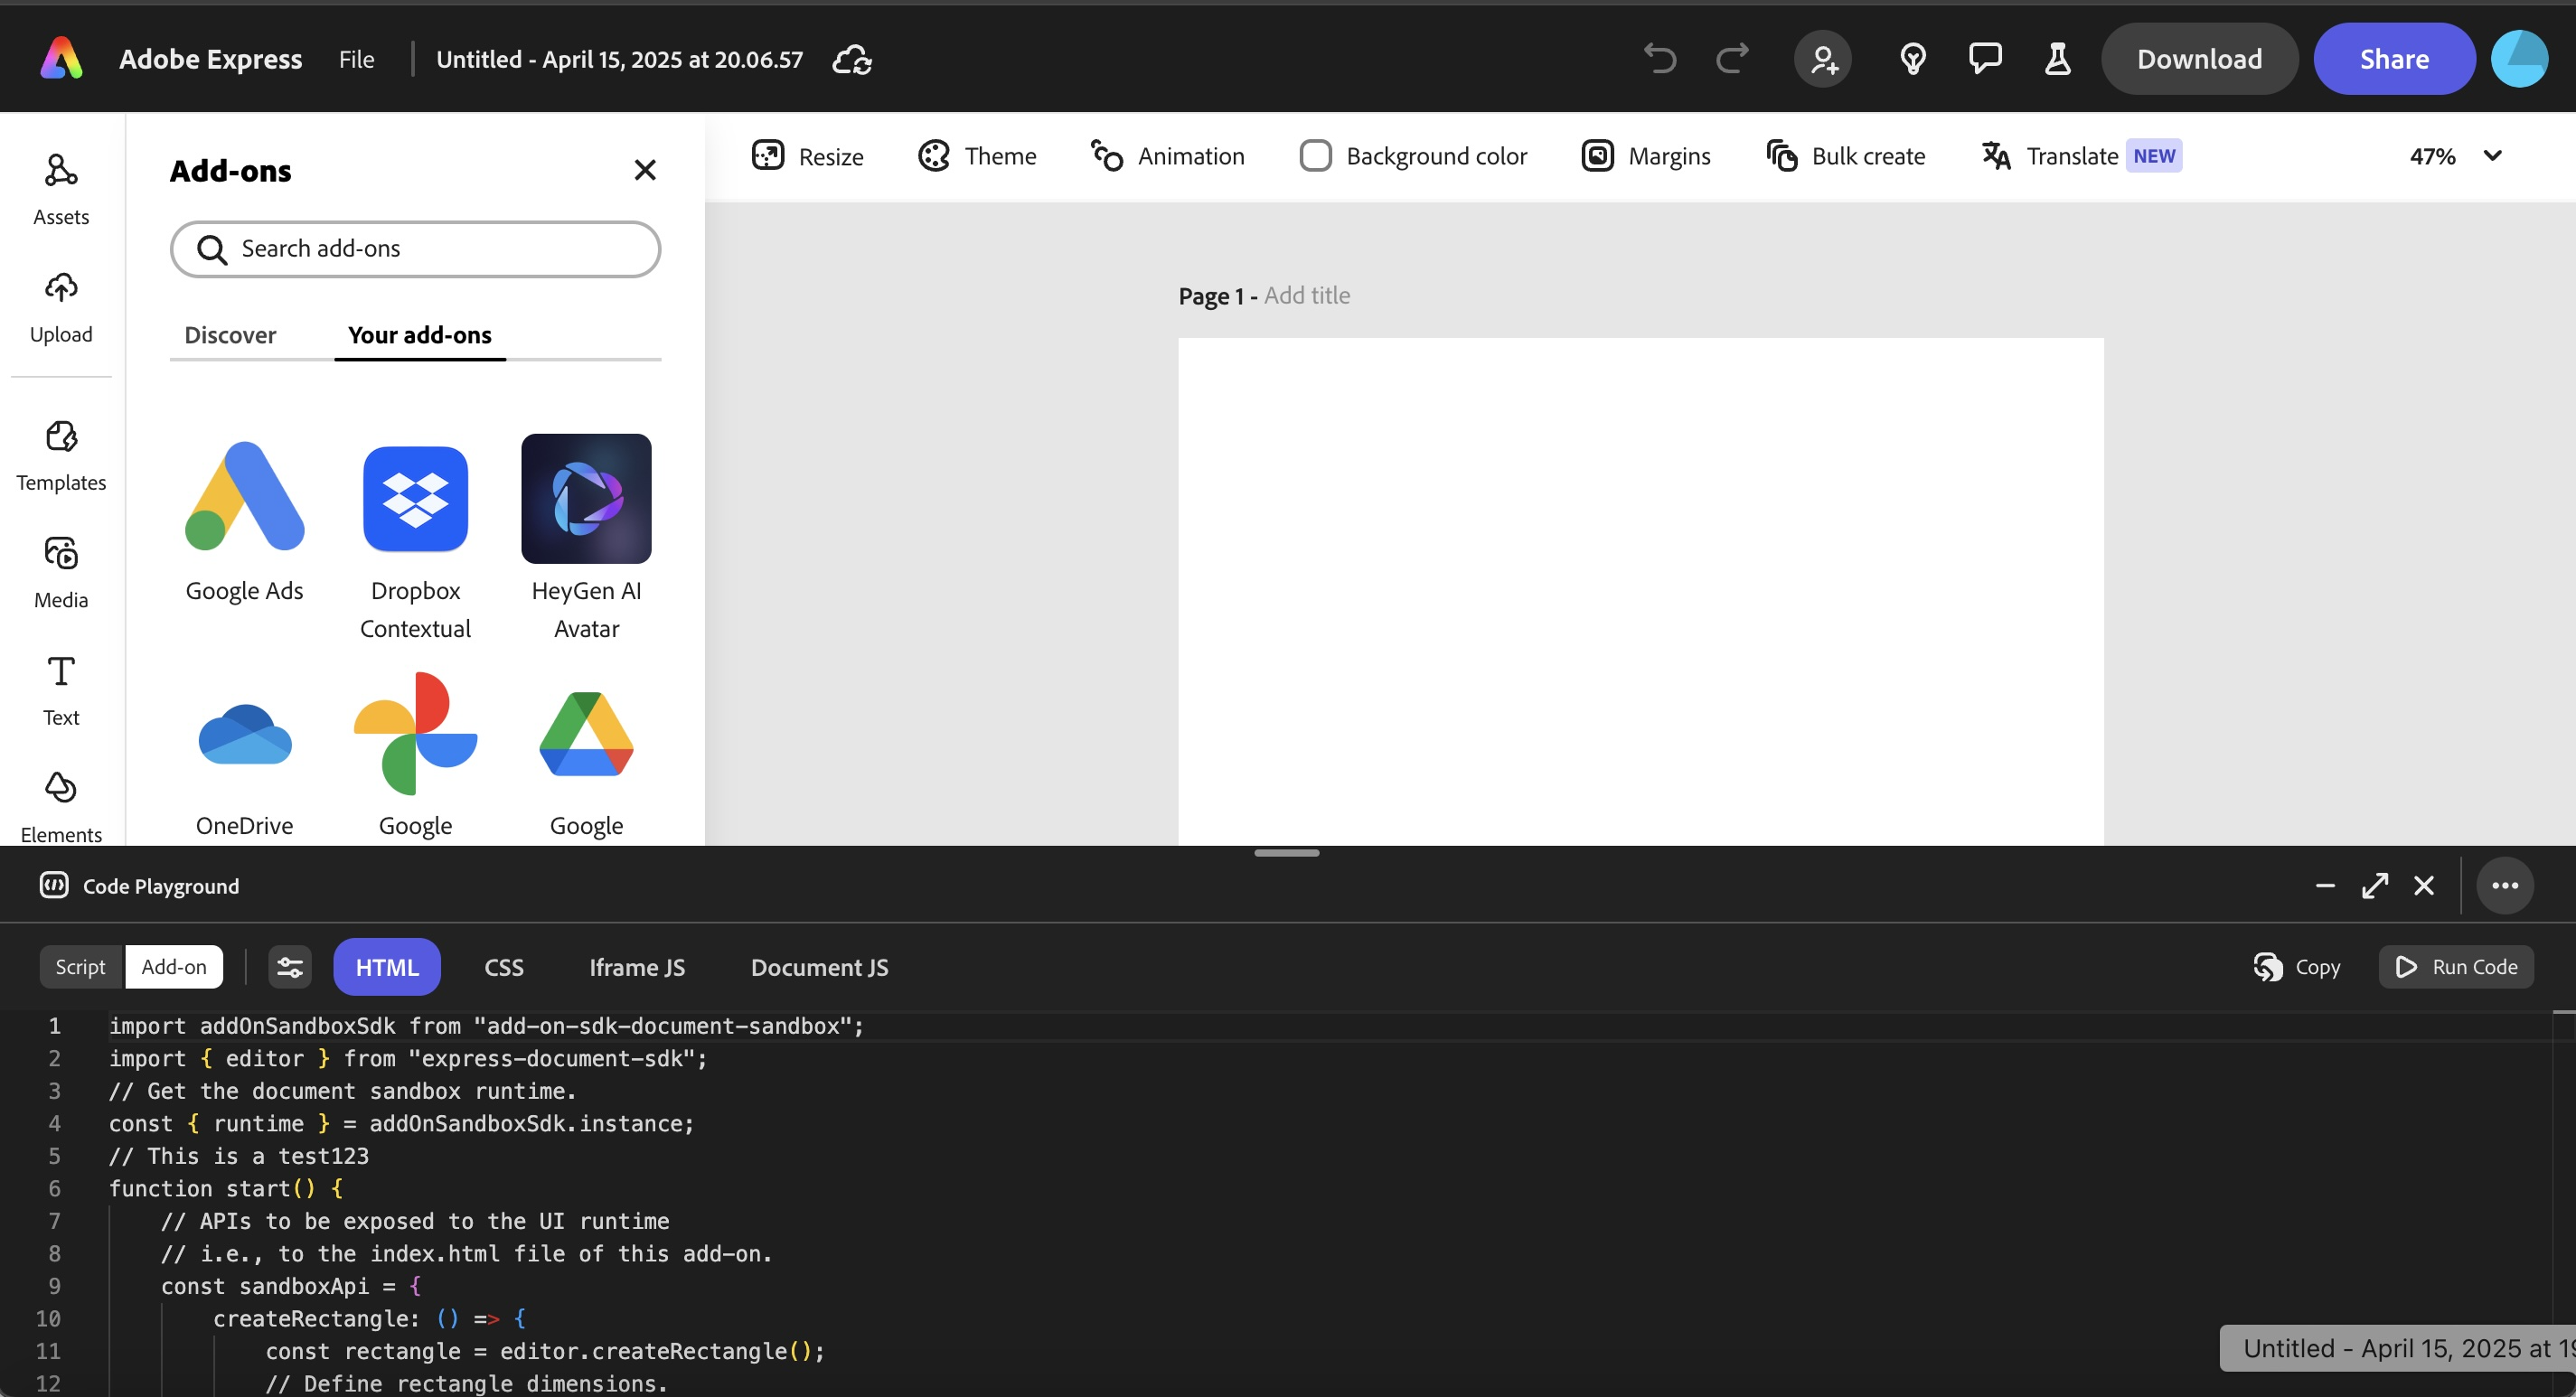 Adobe Express File Untitled - April 15, 2025 at 20.06.57 Download Share
Assets
Upload
Templates
Media
Text
Elements
Add-ons
Search add-ons
Discover Your add-ons
Google Ads
Dropbox
Contextual
HeyGen AI
Avatar
OneDrive
Google
Google
Resize Theme Animation Background color Margins Bulk create Translate NEW 47%
Page 1 - Add title
Code Playground
Script Add-on HTML CSS Iframe JS Document JS Copy Run Code
1 import addOnSandboxSdk from "add-on-sdk-document-sandbox";
2 import { editor } from "express-document-sdk";
3 // Get the document sandbox runtime.
4 const { runtime } = addOnSandboxSdk.instance;
5 // This is a test123
6 function start() {
7 // APIs to be exposed to the UI runtime
8 // i.e., to the index.html file of this add-on.
9 const sandboxApi = {
10 createRectangle: () => {
11 const rectangle = editor.createRectangle();
12 // Define rectangle dimensions.
Untitled - April 15, 2025 at 19